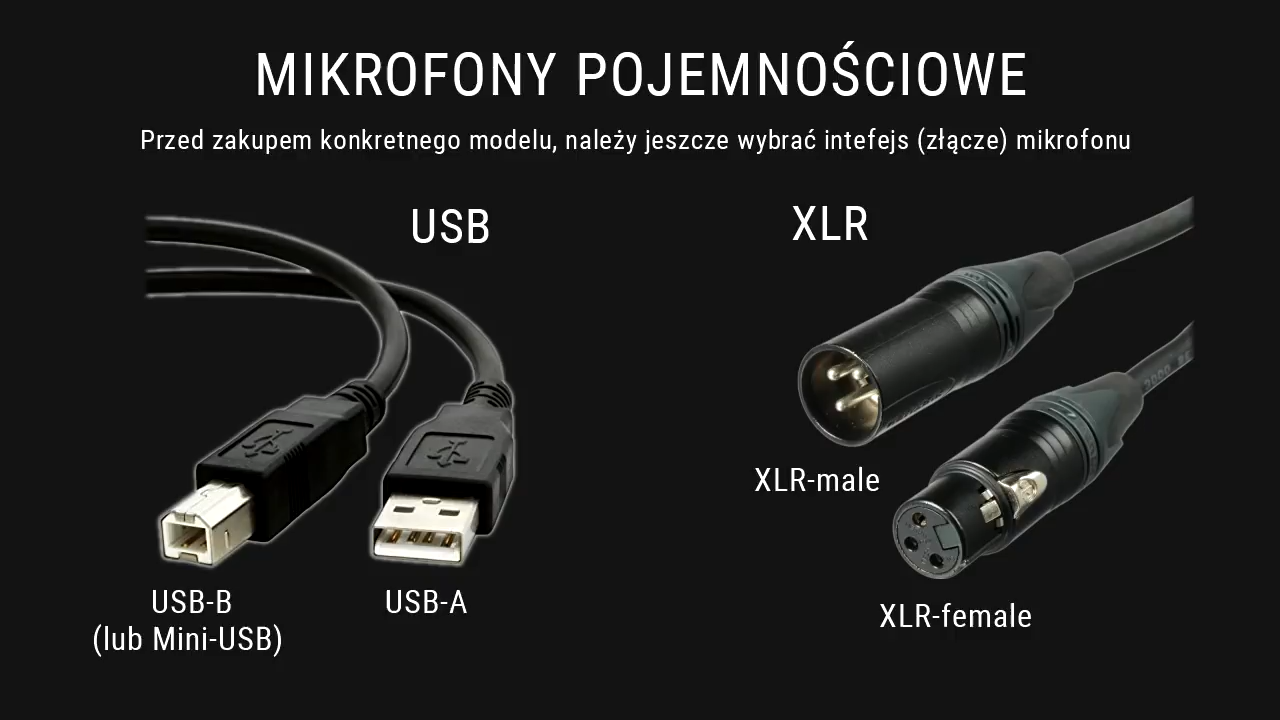 MIKROFONY POJEMNOŚCIOWE
Przed zakupem konkretnego modelu, należy jeszcze wybrać intefejs (złącze) mikrofonu
USB
XLR
XLR-male
USB-B
(lub Mini-USB)
USB-A
XLR-female